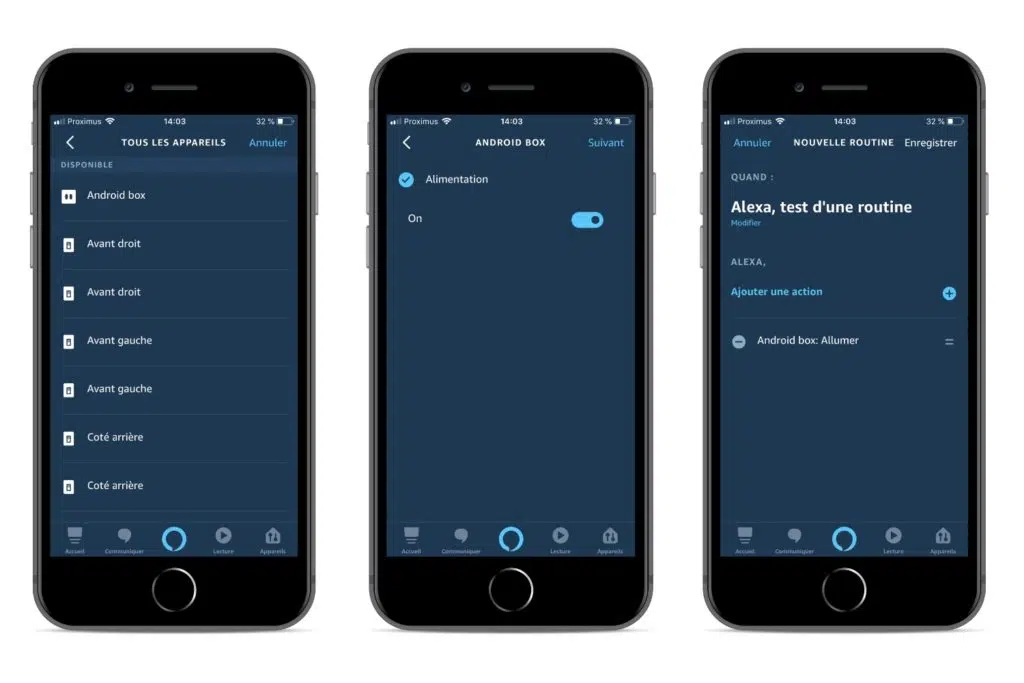 Proximus 14:03 32 %
TOUS LES APPAREILS Annuler
DISPONIBLE
Android box
Avant droit
Avant droit
Avant gauche
Avant gauche
Coté arrière
Coté arrière
Accueil Communiquer Lecture Appareils
Proximus 14:03 32 %
ANDROID BOX Suivant
Alimentation
On
Accueil Communiquer Lecture Appareils
Proximus 14:03 32 %
Annuler NOUVELLE ROUTINE Enregistrer
QUAND :
Alexa, test d'une routine
Modifier
ALEXA,
Ajouter une action
Android box: Allumer
Accueil Communiquer Lecture Appareils